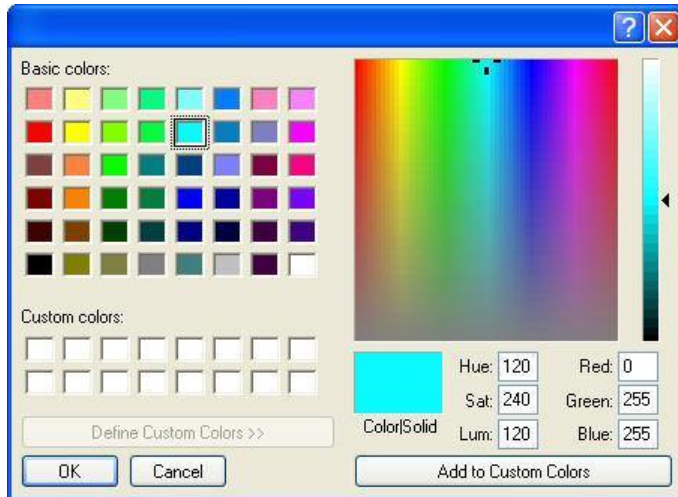 ?
Basic colors:
Custom colors:
Define Custom Colors >>
OK Cancel
Color|Solid
Hue: 120 Red: 0
Sat: 240 Green: 255
Lum: 120 Blue: 255
Add to Custom Colors